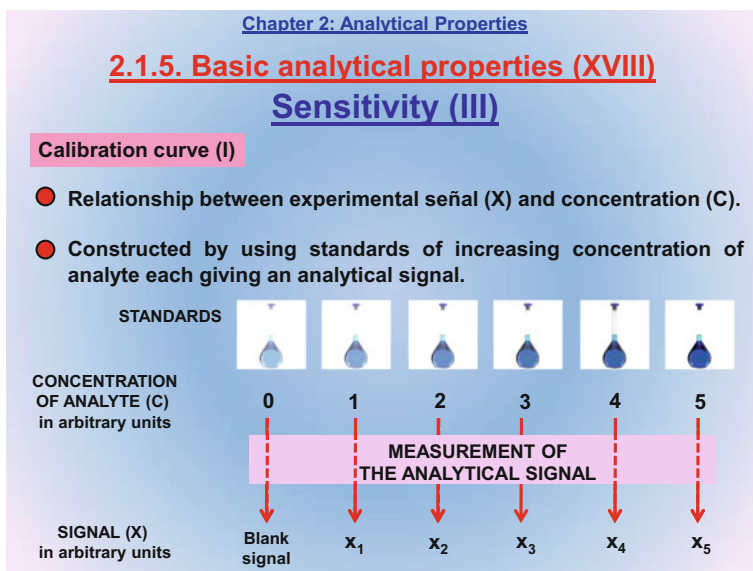 Chapter 2: Analytical Properties
2.1.5. Basic analytical properties (XVIII)
Sensitivity (III)
Calibration curve (I)
Relationship between experimental señal (X) and concentration (C).
Constructed by using standards of increasing concentration of
analyte each giving an analytical signal.
STANDARDS
CONCENTRATION
OF ANALYTE (C)
in arbitrary units
0 1 2 3 4 5
MEASUREMENT OF
THE ANALYTICAL SIGNAL
SIGNAL (X)
in arbitrary units
Blank
signal
x₁ x₂ x₃ x₄ x₅